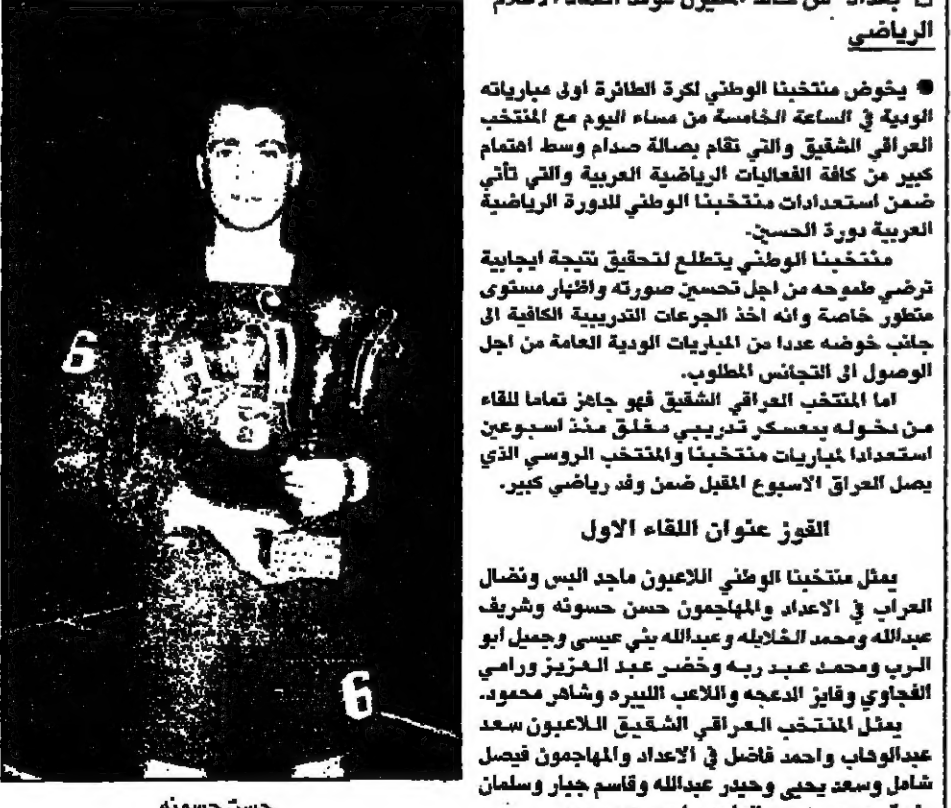 الرياضي
● يخوض منتخبنا الوطني لكرة الطائرة اولى مبارياته
الودية في الساعة الخامسة من مساء اليوم مع المنتخب
العراقي الشقيق والتي تقام بصالة صدام وسط اهتمام
كبير من كافة الفعاليات الرياضية العربية والتي تأتي
ضمن استعدادات منتخبنا الوطني للدورة الرياضية
العربية دورة الحسين.
منتخبنا الوطني يتطلع لتحقيق نتيجة ايجابية
ترضي طموحه من اجل تحسين صورته واظهار مستوى
متطور خاصة وانه اخذ الجرعات التدريبية الكافية الى
جانب خوضه عددا من المباريات الودية العامة من اجل
الوصول الى التجانس المطلوب.
اما المنتخب العراقي الشقيق فهو جاهز تماما للقاء
من دخوله بمعسكر تدريبي مغلق منذ اسبوعين
استعدادا لمباريات منتخبنا والمنتخب الروسي الذي
يصل العراق الاسبوع المقبل ضمن وفد رياضي كبير.
الفوز عنوان اللقاء الاول
يمثل منتخبنا الوطني اللاعبون ماجد البس ونضال
العراب في الاعداد والمهاجمون حسن حسونه وشريف
عبدالله ومحمد الخلايله وعبدالله بني عيسى وجميل ابو
الرب ومحمد عبد ربه وخضر عبد العزيز ورامي
الفجاوي وفايز الدعجه واللاعب الليبره وشاهر محمود.
يمثل المنتخب العراقي الشقيق اللاعبون سعد
عبدالوهاب واحمد فاضل في الاعداد والمهاجمون فيصل
شامل وسعد يحيى وحيدر عبدالله وقاسم جبار وسلمان
6
6
حسن حسونه